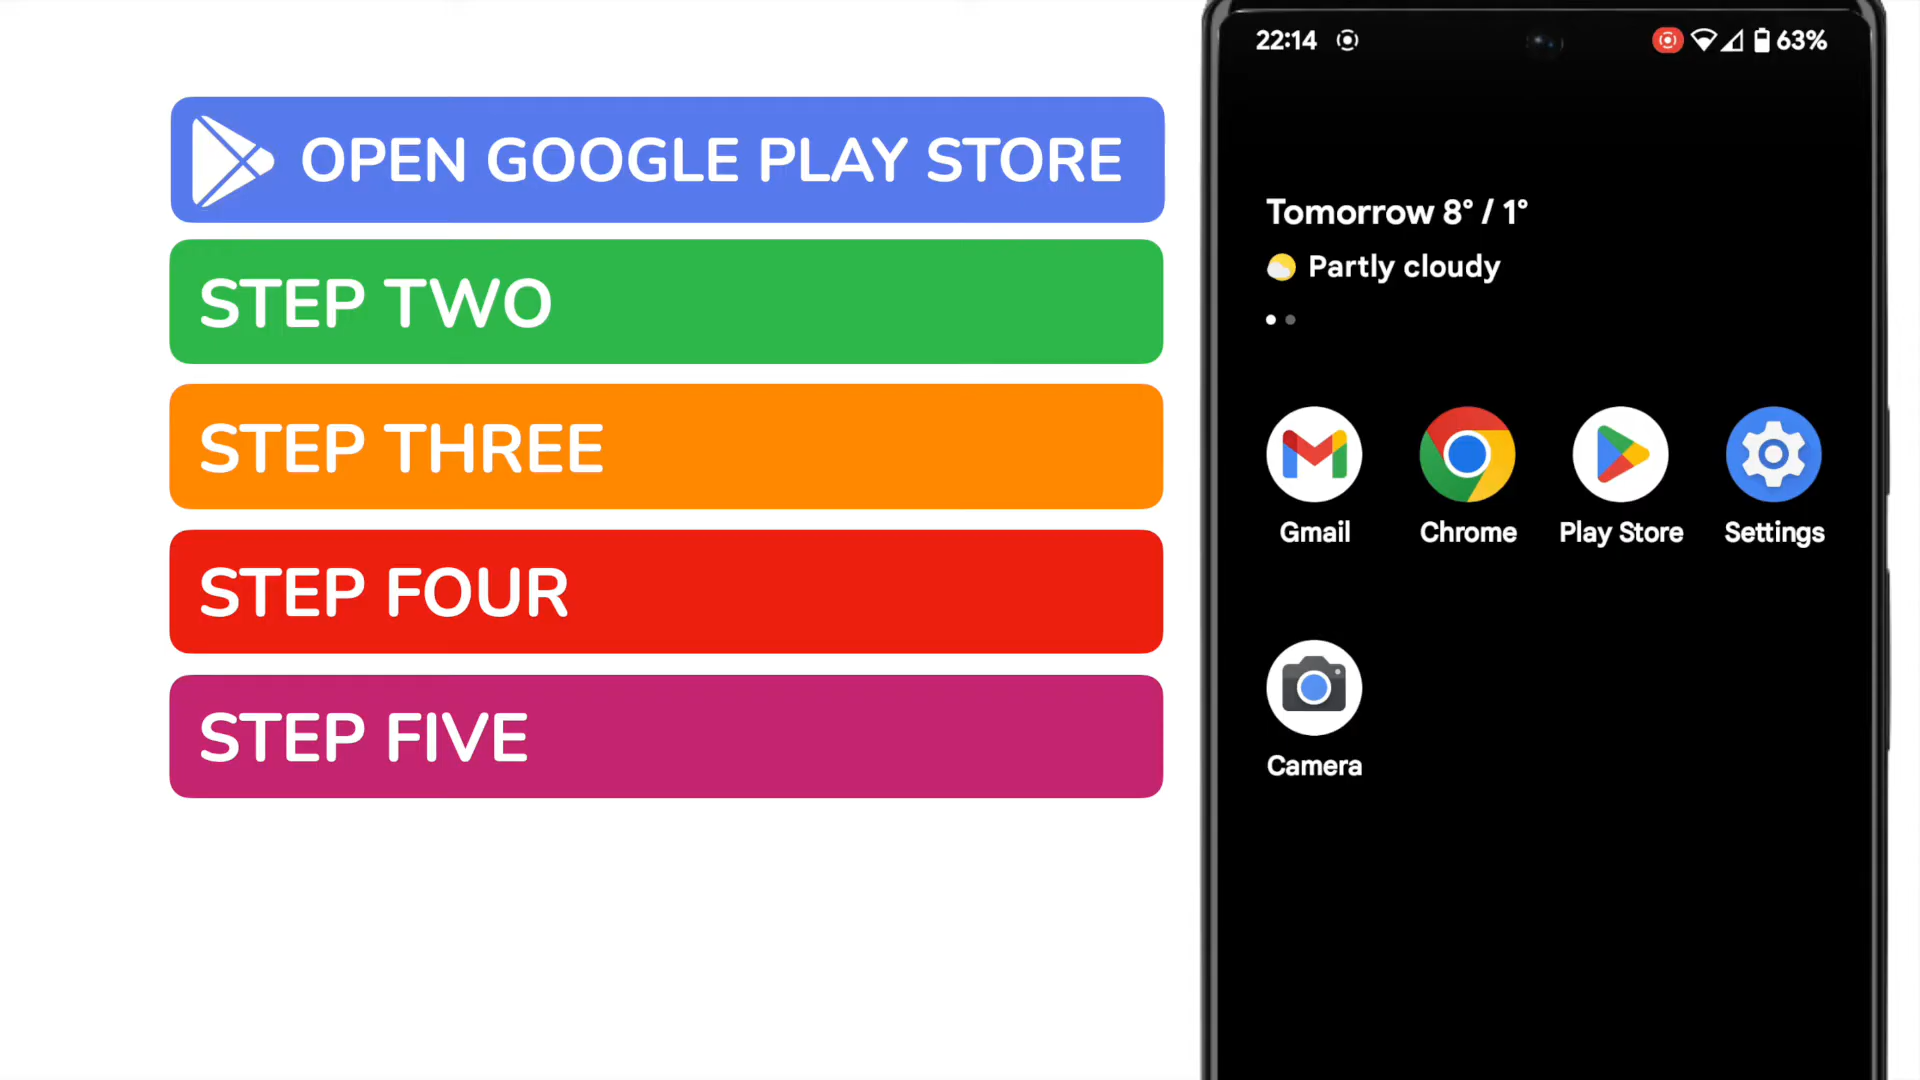 OPEN GOOGLE PLAY STORE
STEP TWO
STEP THREE
STEP FOUR
STEP FIVE
22:14
63%
Tomorrow 8° / 1°
Partly cloudy
Gmail
Chrome
Play Store
Settings
Camera